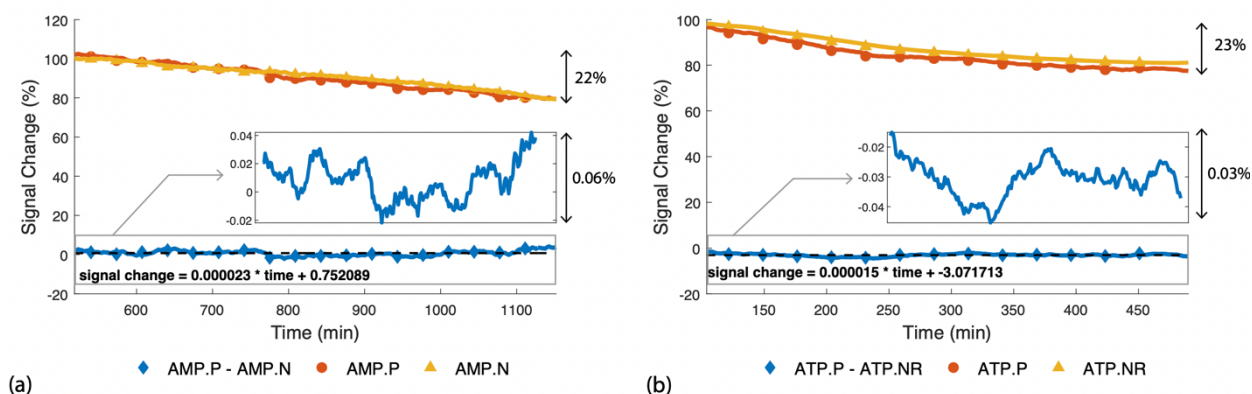 120
100
80
60
40
20
0
-20
Signal Change (%)
22%
0.04
0.02
0
-0.02
0.06%
signal change = 0.000023 * time + 0.752089
600 700 800 900 1000 1100
Time (min)
AMP.P - AMP.N AMP.P AMP.N
(a)
100
80
60
40
20
0
-20
Signal Change (%)
23%
-0.02
-0.03
-0.04
0.03%
signal change = 0.000015 * time + -3.071713
150 200 250 300 350 400 450
Time (min)
ATP.P - ATP.NR ATP.P ATP.NR
(b)